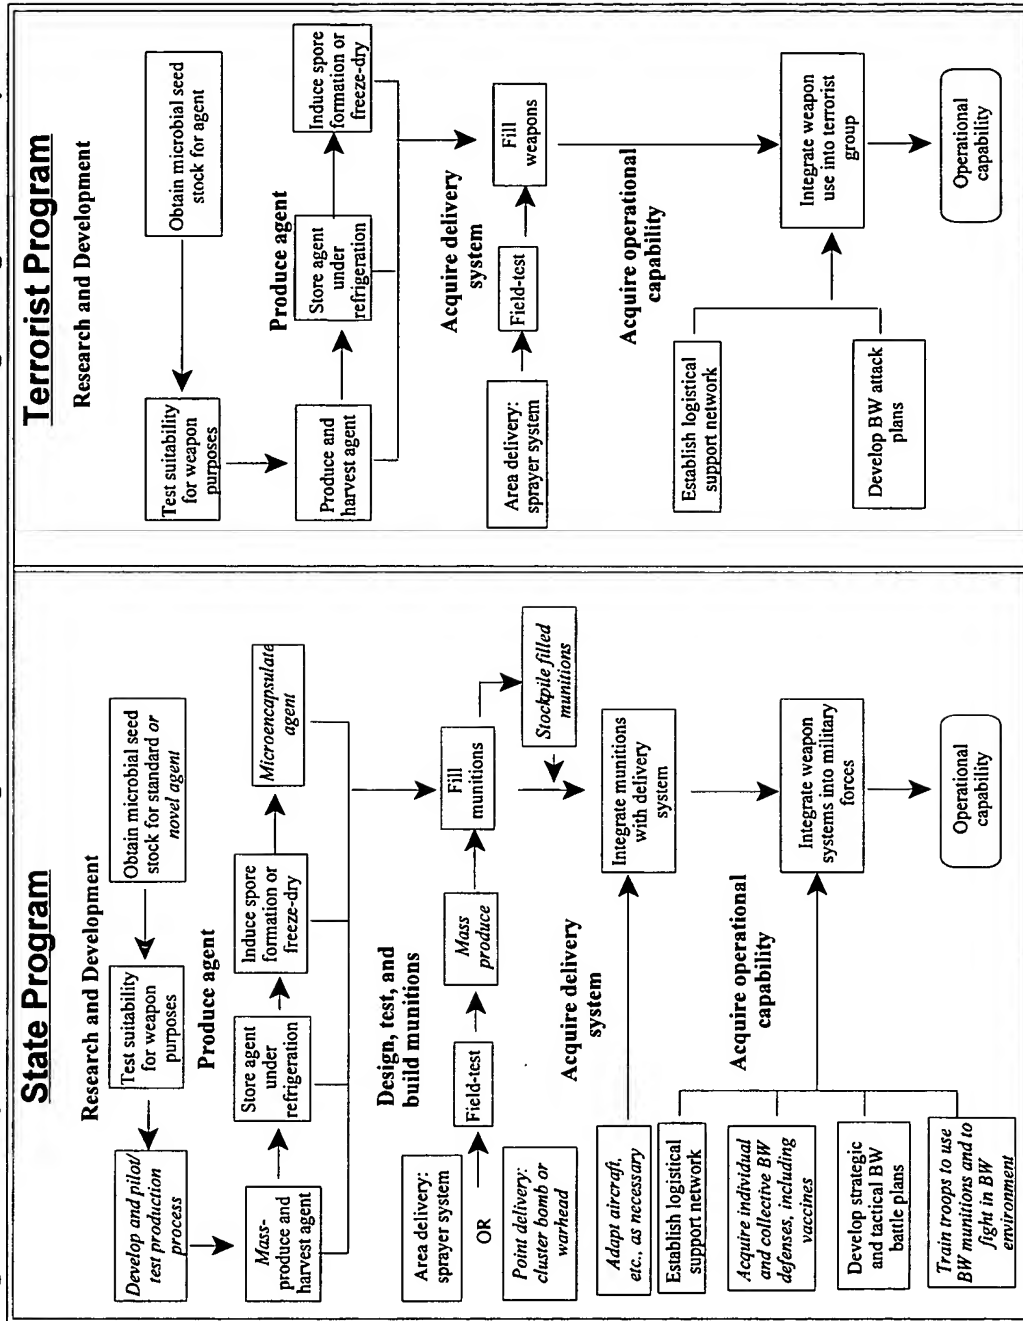 State Program
Research and Development
Obtain microbial seed
stock for standard or
novel agent
Test suitability
for weapon
purposes
Develop and pilot/
test production
process
Produce agent
Mass-
produce and
harvest agent
Store agent
under
refrigeration
Induce spore
formation or
freeze-dry
Microencapsulate
agent
Design, test, and
build munitions
Area delivery:
sprayer system
OR
Point delivery:
cluster bomb or
warhead
Field-test
Mass
produce
Fill
munitions
Stockpile filled
munitions
Acquire delivery
system
Adapt aircraft,
etc., as necessary
Integrate munitions
with delivery
system
Acquire operational
capability
Establish logistical
support network
Acquire individual
and collective BW
defenses, including
vaccines
Develop strategic
and tactical BW
battle plans
Train troops to use
BW munitions and to
fight in BW
environment
Integrate weapon
systems into military
forces
Operational
capability
Terrorist Program
Research and Development
Obtain microbial seed
stock for agent
Test suitability
for weapon
purposes
Produce agent
Produce and
harvest agent
Store agent
under
refrigeration
Induce spore
formation or
freeze-dry
Acquire delivery
system
Area delivery:
sprayer system
Field-test
Fill
weapons
Acquire operational
capability
Establish logistical
support network
Develop BW attack
plans
Integrate weapon
use into terrorist
group
Operational
capability